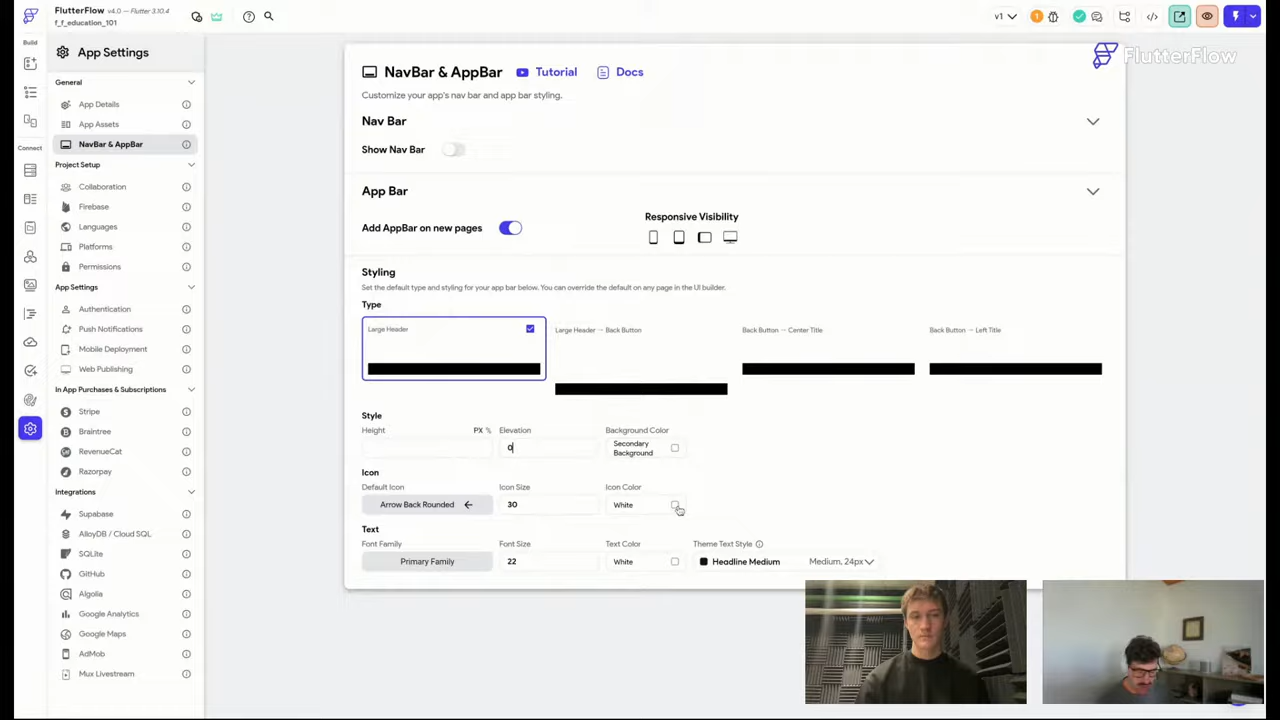 FlutterFlow v4.0 – Flutter 3.10.4
f_f_education_101
v1
1
Build
Connect
App Settings
General
App Details
App Assets
NavBar & AppBar
Project Setup
Collaboration
Firebase
Languages
Platforms
Permissions
App Settings
Authentication
Push Notifications
Mobile Deployment
Web Publishing
In App Purchases & Subscriptions
Stripe
Braintree
RevenueCat
Razorpay
Integrations
Supabase
AlloyDB / Cloud SQL
SQLite
GitHub
Algolia
Google Analytics
Google Maps
AdMob
Mux Livestream
NavBar & AppBar Tutorial Docs
FlutterFlow
Customize your app's nav bar and app bar styling.
Nav Bar
Show Nav Bar
App Bar
Add AppBar on new pages
Responsive Visibility
Styling
Set the default type and styling for your app bar below. You can override the default on any page in the UI builder.
Type
Large Header
Large Header → Back Button
Back Button → Center Title
Back Button → Left Title
Style
Height PX % Elevation Background Color
0
Secondary
Background
Icon
Default Icon Icon Size Icon Color
Arrow Back Rounded 30 White
Text
Font Family Font Size Text Color Theme Text Style
Primary Family 22 White Headline Medium Medium, 24px